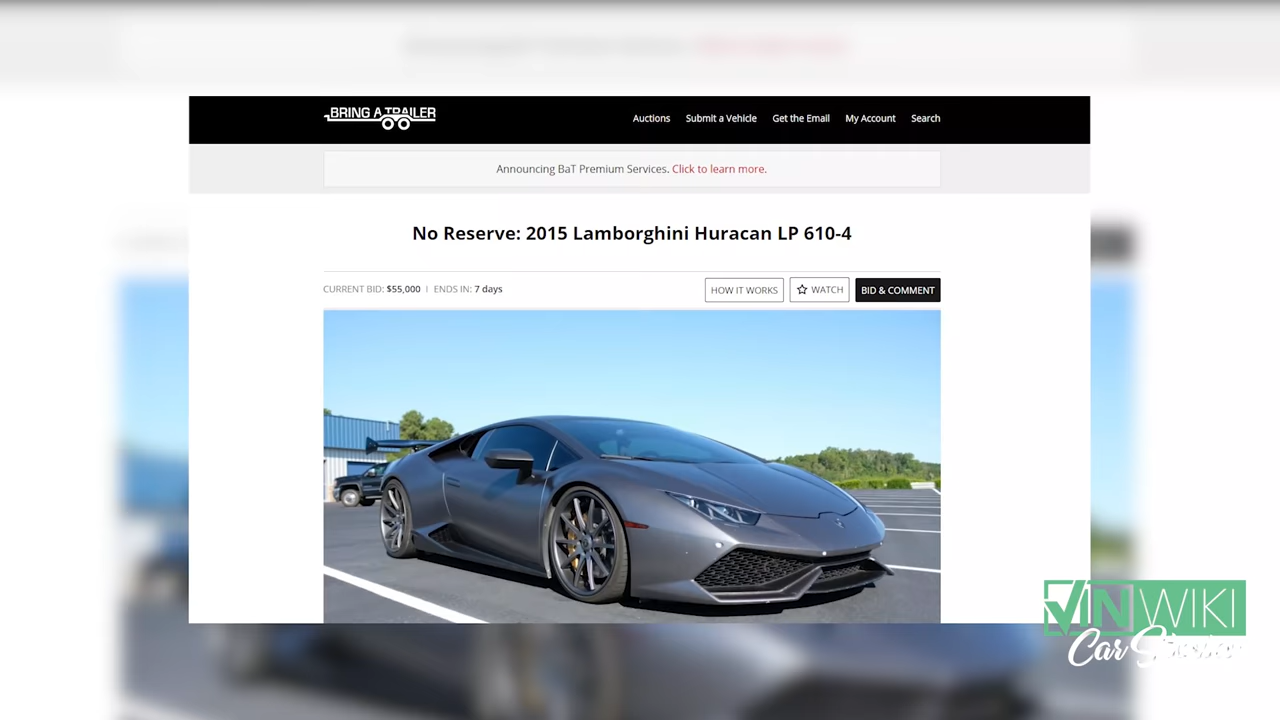 BRING A TRAILER
Auctions Submit a Vehicle Get the Email My Account Search
Announcing BaT Premium Services. Click to learn more.
No Reserve: 2015 Lamborghini Huracan LP 610-4
CURRENT BID: $55,000 | ENDS IN: 7 days
HOW IT WORKS WATCH BID & COMMENT
VINWIKI
Car